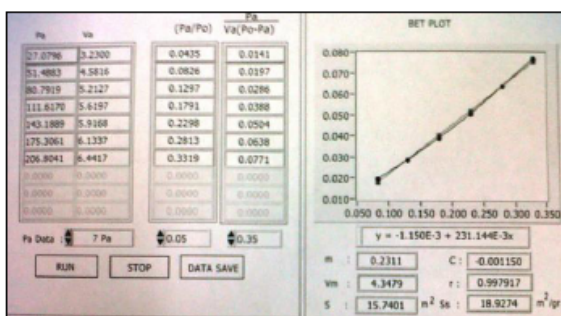 Pa Va (Pa/Po) Pa
Va(Po-Pa)
27.0796 3.2300 0.0435 0.0141
51.4883 4.5816 0.0826 0.0197
80.7919 5.2127 0.1297 0.0286
111.6170 5.6197 0.1791 0.0388
143.1889 5.9168 0.2298 0.0504
175.3061 6.1337 0.2813 0.0638
206.8041 6.4417 0.3319 0.0771
0.0000 0.0000 0.0000 0.0000
0.0000 0.0000 0.0000 0.0000
0.0000 0.0000 0.0000 0.0000
Pa Data : 7 Pa 0.05 0.35
RUN STOP DATA SAVE
BET PLOT
0.080
0.070
0.060
0.050
0.040
0.030
0.020
0.010
0.050 0.100 0.150 0.200 0.250 0.300 0.350
y = -1.150E-3 + 231.144E-3x
m : 0.2311 C : -0.001150
Vm : 4.3479 r : 0.997917
S : 15.7401 m² Ss : 18.9274 m²/gr